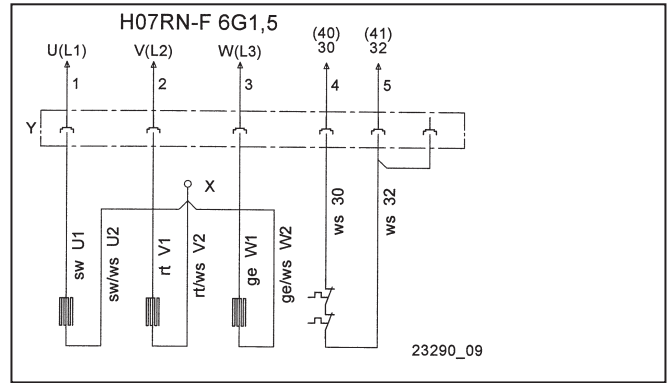 H07RN-F 6G1,5
U(L1) V(L2) W(L3) (40) 30 (41) 32
1 2 3 4 5
Y
X
sw U1
sw/ws U2
rt V1
rt/ws V2
ge W1
ge/ws W2
ws 30
ws 32
23290_09